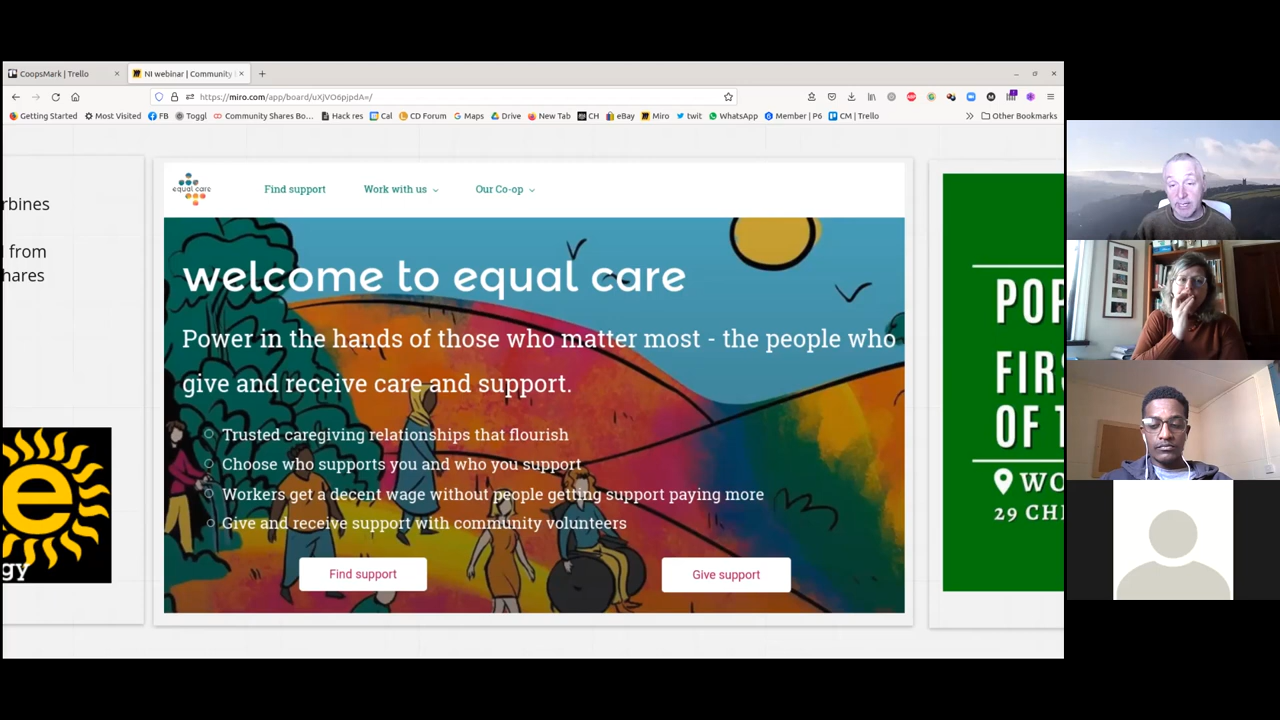 CoopsMark | Trello
NI webinar | Community
https://miro.com/app/board/uXjVO6pjpdA=/
Getting Started
Most Visited
FB
Toggl
Community Shares Bo...
Hack res
Cal
CD Forum
Maps
Drive
New Tab
CH
eBay
Miro
twit
WhatsApp
Member | P6
CM | Trello
Other Bookmarks
rbines
from
hares
e
gy
equal care
Find support
Work with us
Our Co-op
welcome to equal care
Power in the hands of those who matter most - the people who
give and receive care and support.
Trusted caregiving relationships that flourish
Choose who supports you and who you support
Workers get a decent wage without people getting support paying more
Give and receive support with community volunteers
Find support
Give support
POP
FIRS
OF T
WO
29 CH